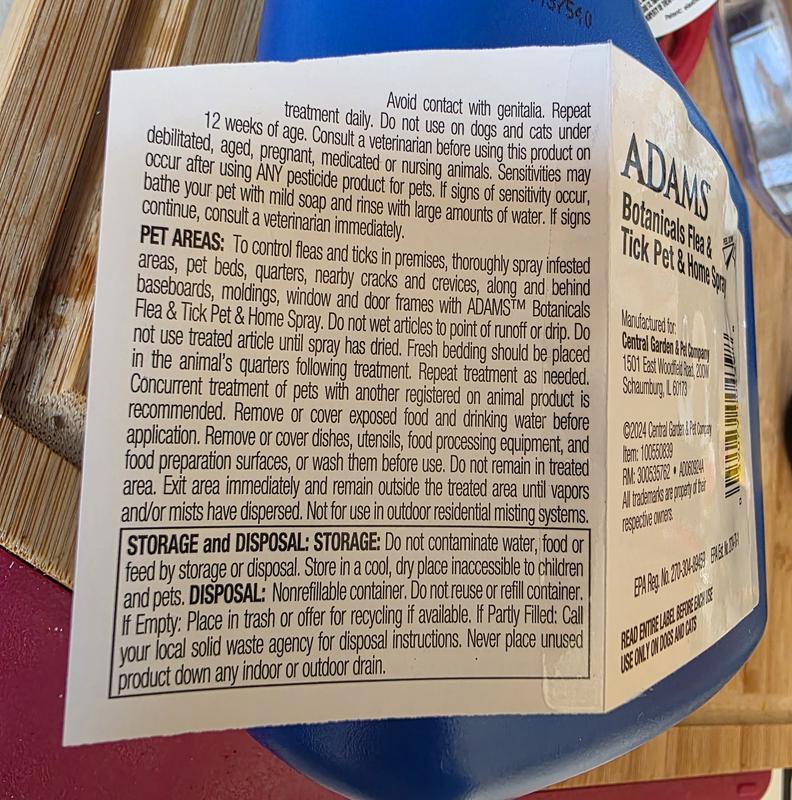 Avoid contact with genitalia. Repeat
treatment daily. Do not use on dogs and cats under
12 weeks of age. Consult a veterinarian before using this product on
debilitated, aged, pregnant, medicated or nursing animals. Sensitivities may
occur after using ANY pesticide product for pets. If signs of sensitivity occur,
bathe your pet with mild soap and rinse with large amounts of water. If signs
continue, consult a veterinarian immediately.
PET AREAS: To control fleas and ticks in premises, thoroughly spray infested
areas, pet beds, quarters, nearby cracks and crevices, along and behind
baseboards, moldings, window and door frames with ADAMS™ Botanicals
Flea & Tick Pet & Home Spray. Do not wet articles to point of runoff or drip. Do
not use treated article until spray has dried. Fresh bedding should be placed
in the animal's quarters following treatment. Repeat treatment as needed.
Concurrent treatment of pets with another registered on animal product is
recommended. Remove or cover exposed food and drinking water before
application. Remove or cover dishes, utensils, food processing equipment, and
food preparation surfaces, or wash them before use. Do not remain in treated
area. Exit area immediately and remain outside the treated area until vapors
and/or mists have dispersed. Not for use in outdoor residential misting systems.
STORAGE and DISPOSAL: STORAGE: Do not contaminate water, food or
feed by storage or disposal. Store in a cool, dry place inaccessible to children
and pets. DISPOSAL: Nonrefillable container. Do not reuse or refill container.
If Empty: Place in trash or offer for recycling if available. If Partly Filled: Call
your local solid waste agency for disposal instructions. Never place unused
product down any indoor or outdoor drain.
ADAMS
Botanicals Flea &
Tick Pet & Home Spray
Manufactured for:
Central Garden & Pet Company
1501 East Woodfield Road, 200W
Schaumburg, IL 60173
©2024 Central Garden & Pet Company
Item: 100550839
RM: 300535762 •
All trademarks are property of their
respective owners.
EPA Reg. No.
READ ENTIRE LABEL BEFORE EACH USE
USE ONLY ON DOGS AND CATS